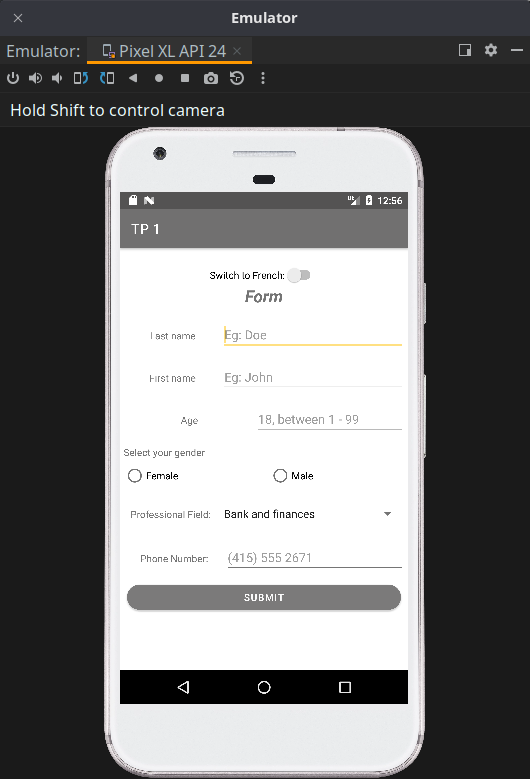 Emulator
Emulator: Pixel XL API 24
Hold Shift to control camera
12:56
TP 1
Switch to French:
Form
Last name Eg: Doe
First name Eg: John
Age 18, between 1 - 99
Select your gender
Female Male
Professional Field: Bank and finances
Phone Number: (415) 555 2671
SUBMIT